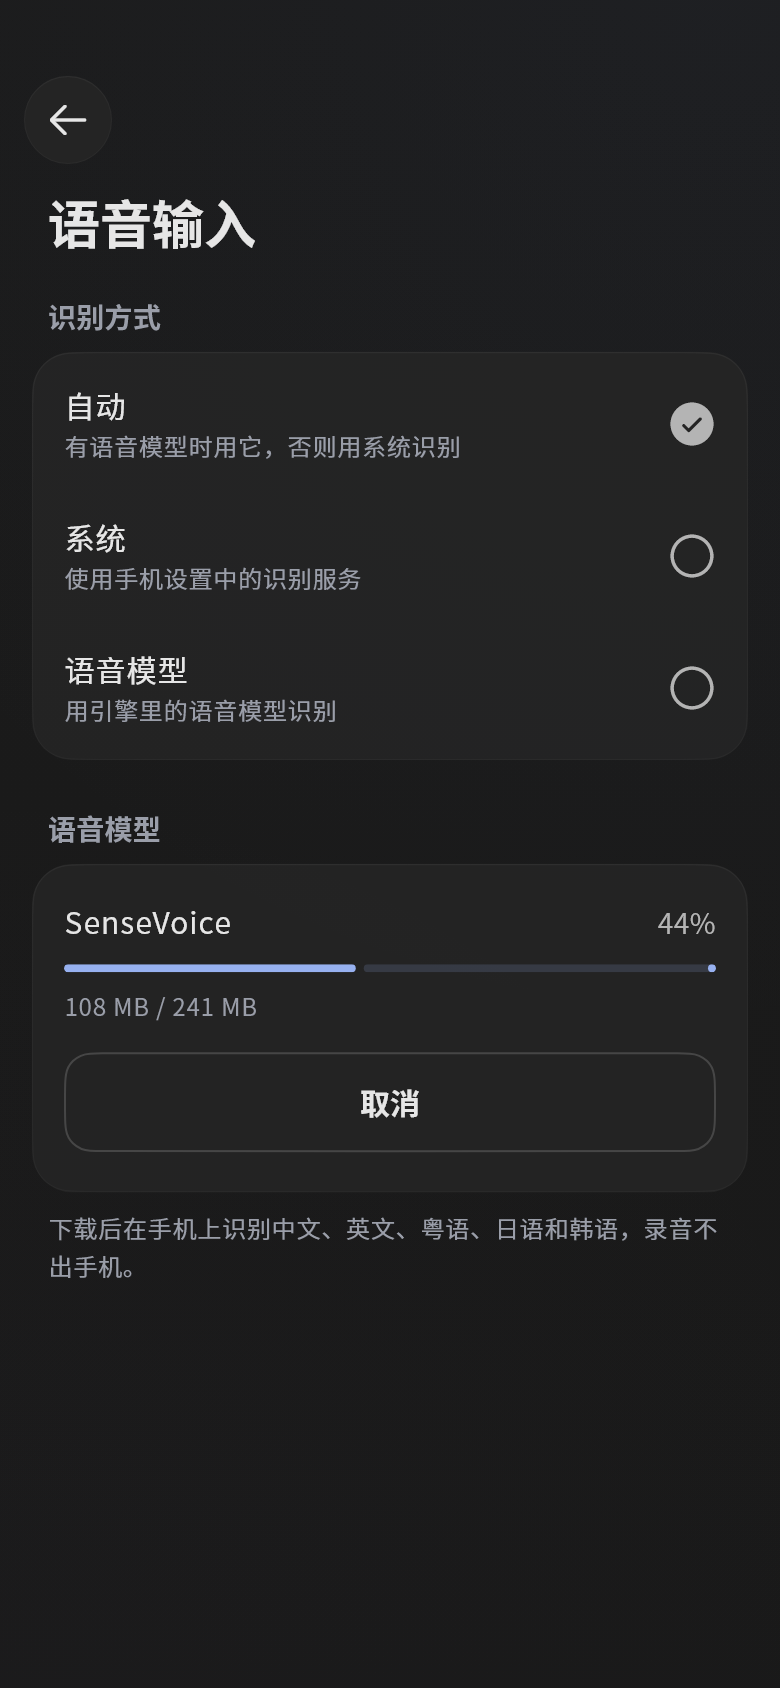 语音输入
识别方式
自动
有语音模型时用它，否则用系统识别
系统
使用手机设置中的识别服务
语音模型
用引擎里的语音模型识别
语音模型
SenseVoice 44%
108 MB / 241 MB
取消
下载后在手机上识别中文、英文、粤语、日语和韩语，录音不
出手机。